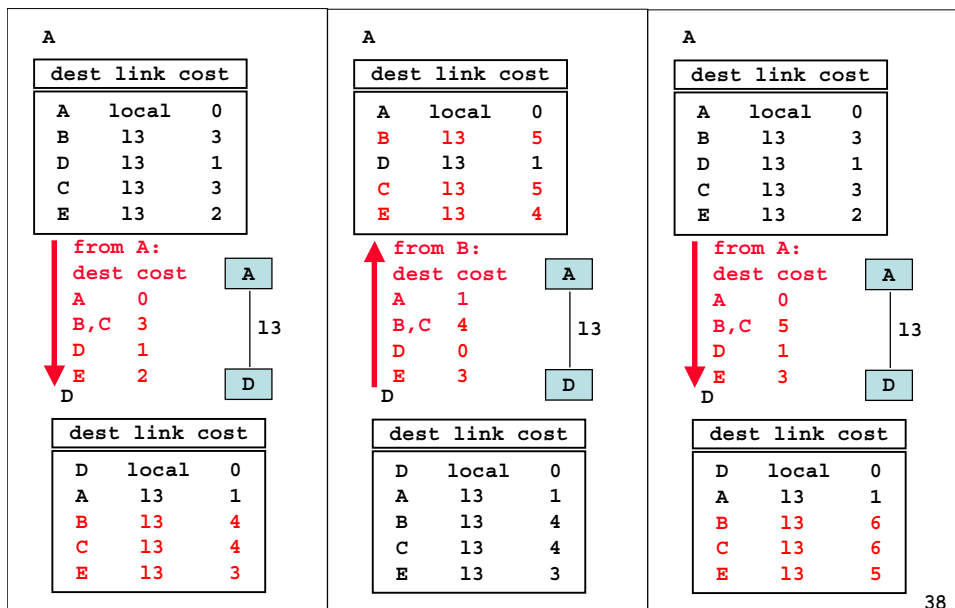 A
dest link cost
A local 0
B l3 3
D l3 1
C l3 3
E l3 2
from A:
dest cost
A 0
B,C 3
D 1
E 2
A
l3
D
D
dest link cost
D local 0
A l3 1
B l3 4
C l3 4
E l3 3
A
dest link cost
A local 0
B l3 5
D l3 1
C l3 5
E l3 4
from B:
dest cost
A 1
B,C 4
D 0
E 3
A
l3
D
D
dest link cost
D local 0
A l3 1
B l3 4
C l3 4
E l3 3
A
dest link cost
A local 0
B l3 3
D l3 1
C l3 3
E l3 2
from A:
dest cost
A 0
B,C 5
D 1
E 3
A
l3
D
D
dest link cost
D local 0
A l3 1
B l3 6
C l3 6
E l3 5
38